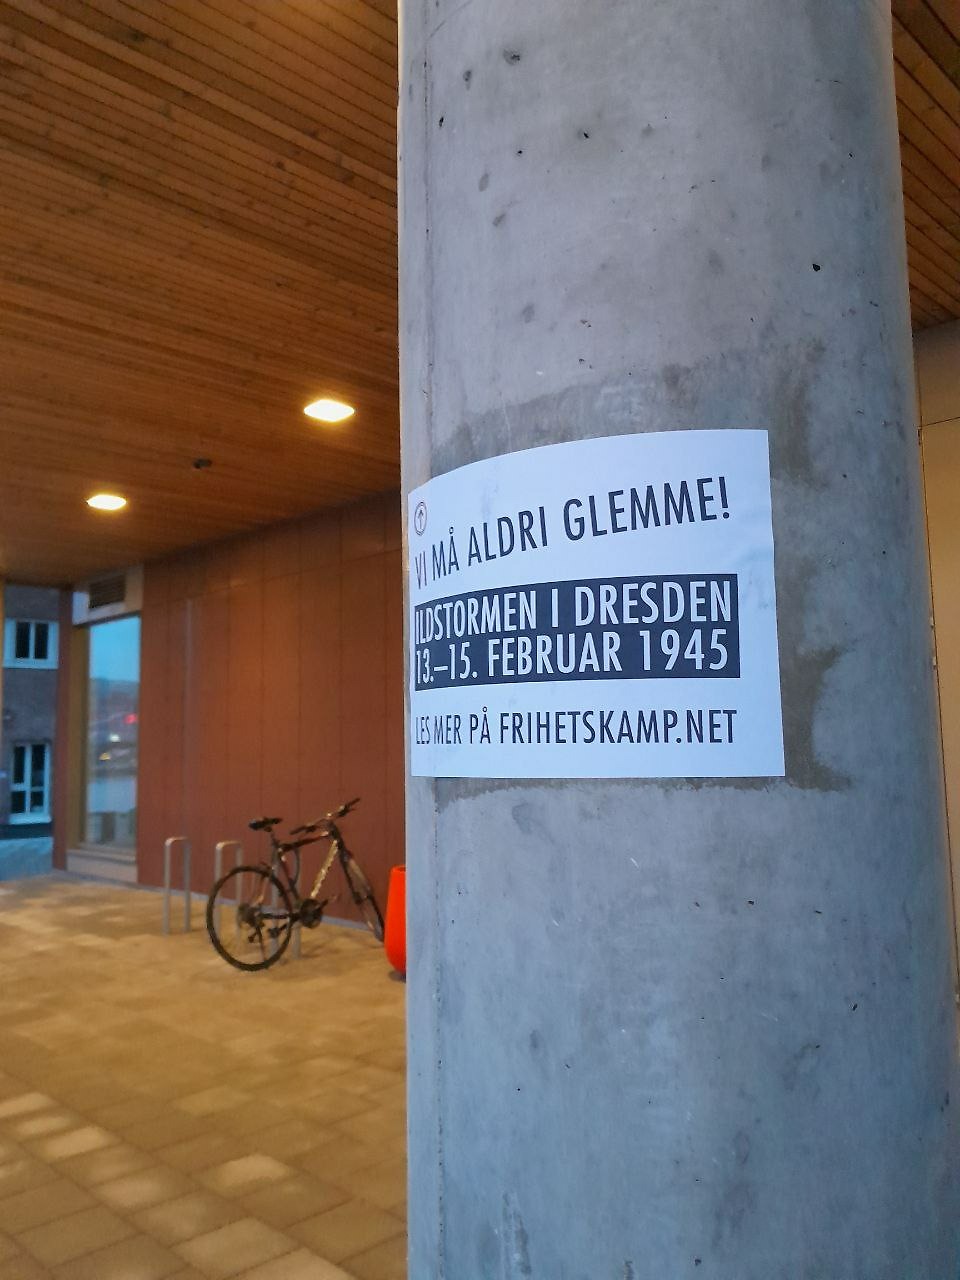 VI MÅ ALDRI GLEMME!
ILDSTORMEN I DRESDEN
13.–15. FEBRUAR 1945
LES MER PÅ FRIHETSKAMP.NET